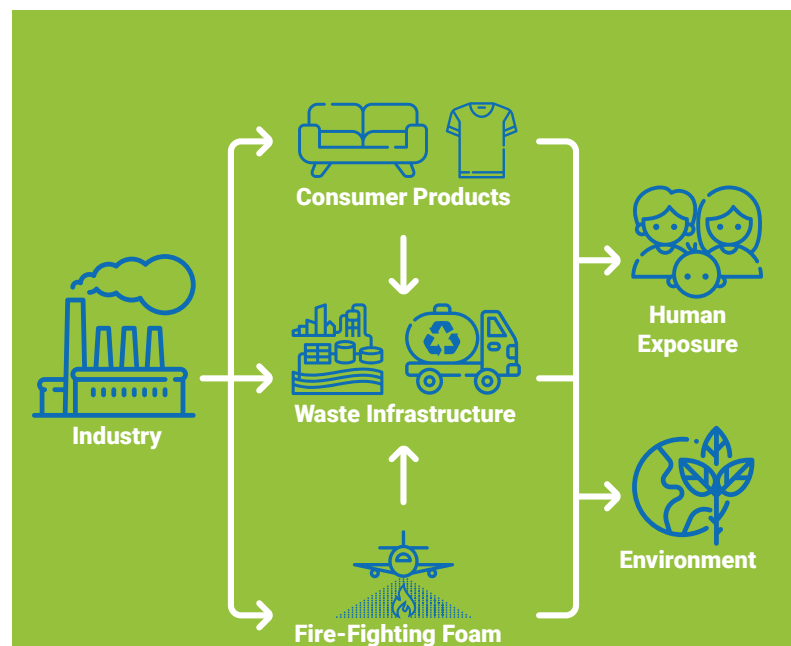 Consumer Products
Human
Exposure
Waste Infrastructure
Industry
Environment
Fire-Fighting Foam